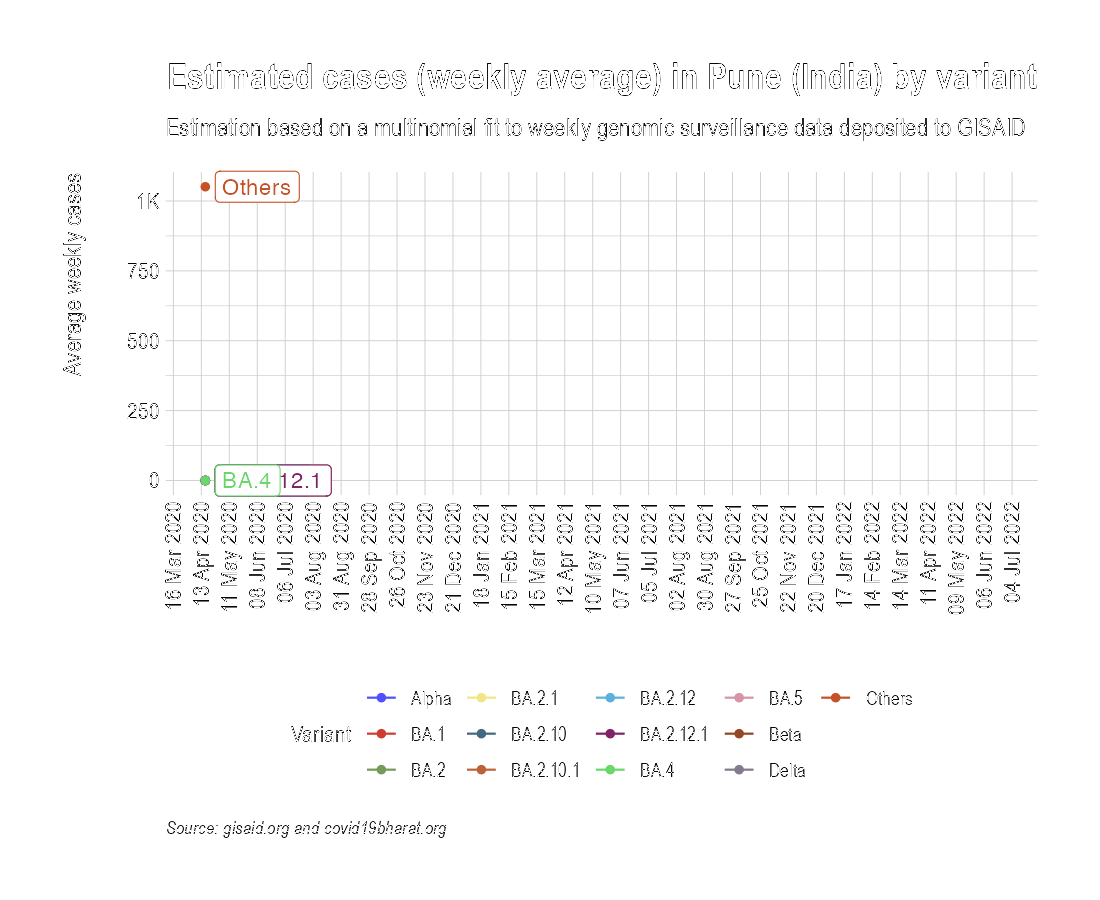 Estimated cases (weekly average) in Pune (India) by variant
Estimation based on a multinomial fit to weekly genomic surveillance data deposited to GISAID
Average weekly cases
1K
750
500
250
0
Others
BA.4
12.1
16 Mar 2020
13 Apr 2020
11 May 2020
08 Jun 2020
06 Jul 2020
03 Aug 2020
31 Aug 2020
28 Sep 2020
26 Oct 2020
23 Nov 2020
21 Dec 2020
18 Jan 2021
15 Feb 2021
15 Mar 2021
12 Apr 2021
10 May 2021
07 Jun 2021
05 Jul 2021
02 Aug 2021
30 Aug 2021
27 Sep 2021
25 Oct 2021
22 Nov 2021
20 Dec 2021
17 Jan 2022
14 Feb 2022
14 Mar 2022
11 Apr 2022
09 May 2022
06 Jun 2022
04 Jul 2022
Alpha BA.2.1 BA.2.12 BA.5 Others
Variant BA.1 BA.2.10 BA.2.12.1 Beta
BA.2 BA.2.10.1 BA.4 Delta
Source: gisaid.org and covid19bharat.org